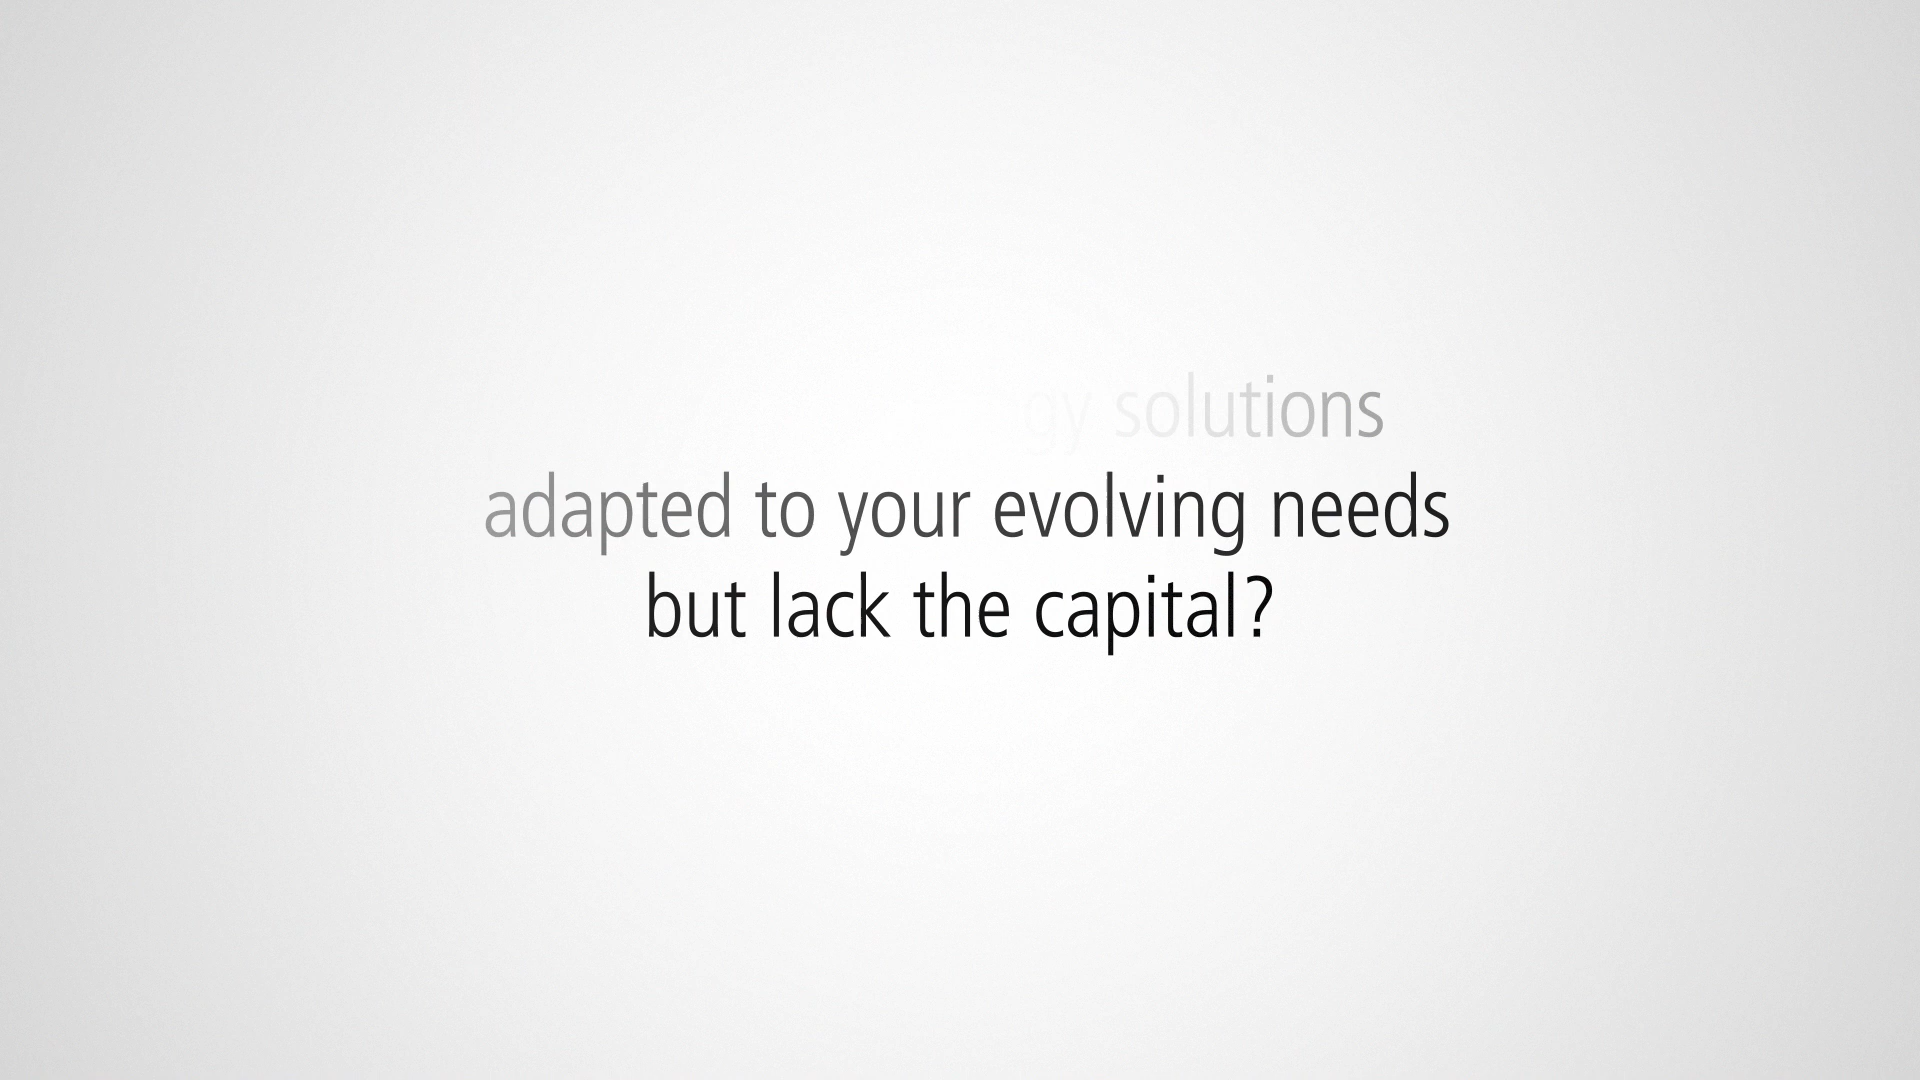 solutions
adapted to your evolving needs
but lack the capital?